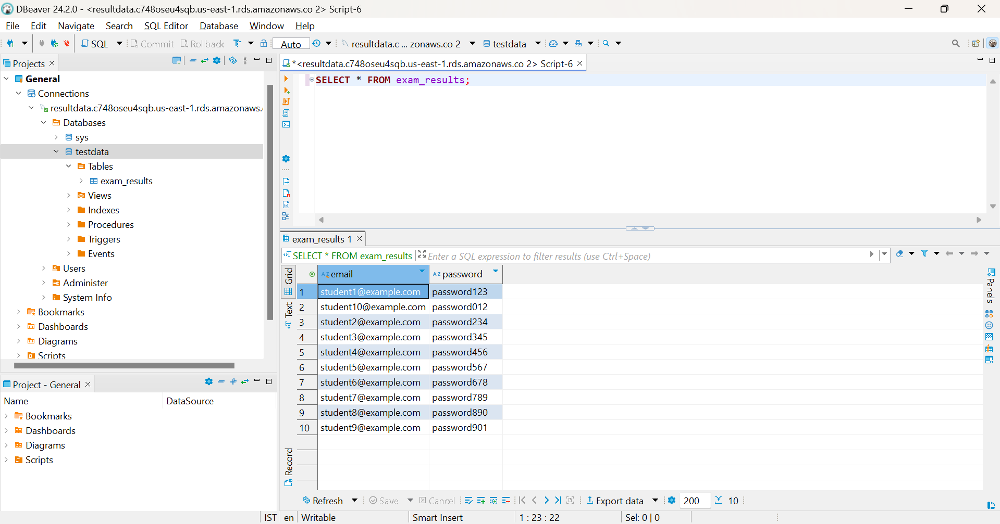 DBeaver 24.2.0 - <resultdata.c748oseu4sqb.us-east-1.rds.amazonaws.co 2> Script-6
File Edit Navigate Search SQL Editor Database Window Help
SQL Commit Rollback Auto resultdata.c ... zonaws.co 2 testdata
Projects
General
Connections
resultdata.c748oseu4sqb.us-east-1.rds.amazonaws.
Databases
sys
testdata
Tables
exam_results
Views
Indexes
Procedures
Triggers
Events
Users
Administer
System Info
Bookmarks
Dashboards
Diagrams
Scripts
Project - General
Name DataSource
Bookmarks
Dashboards
Diagrams
Scripts
*<resultdata.c748oseu4sqb.us-east-1.rds.amazonaws.co 2> Script-6
SELECT * FROM exam_results;
exam_results 1
SELECT * FROM exam_results Enter a SQL expression to filter results (use Ctrl+Space)
Grid
Text
Record
Panels
email password
1 student1@example.com password123
2 student10@example.com password012
3 student2@example.com password234
4 student3@example.com password345
5 student4@example.com password456
6 student5@example.com password567
7 student6@example.com password678
8 student7@example.com password789
9 student8@example.com password890
10 student9@example.com password901
Refresh Save Cancel Export data 200 10
IST en Writable Smart Insert 1 : 23 : 22 Sel: 0 | 0